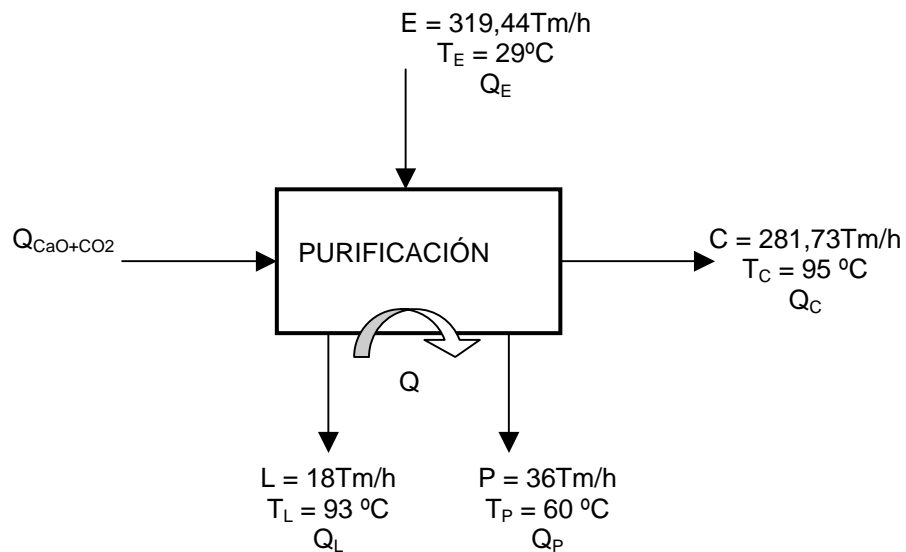 E = 319,44Tm/h
T_E = 29ºC
Q_E
Q_CaO+CO2
PURIFICACIÓN
C = 281,73Tm/h
T_C = 95 ºC
Q_C
Q
L = 18Tm/h
T_L = 93 ºC
Q_L
P = 36Tm/h
T_P = 60 ºC
Q_P